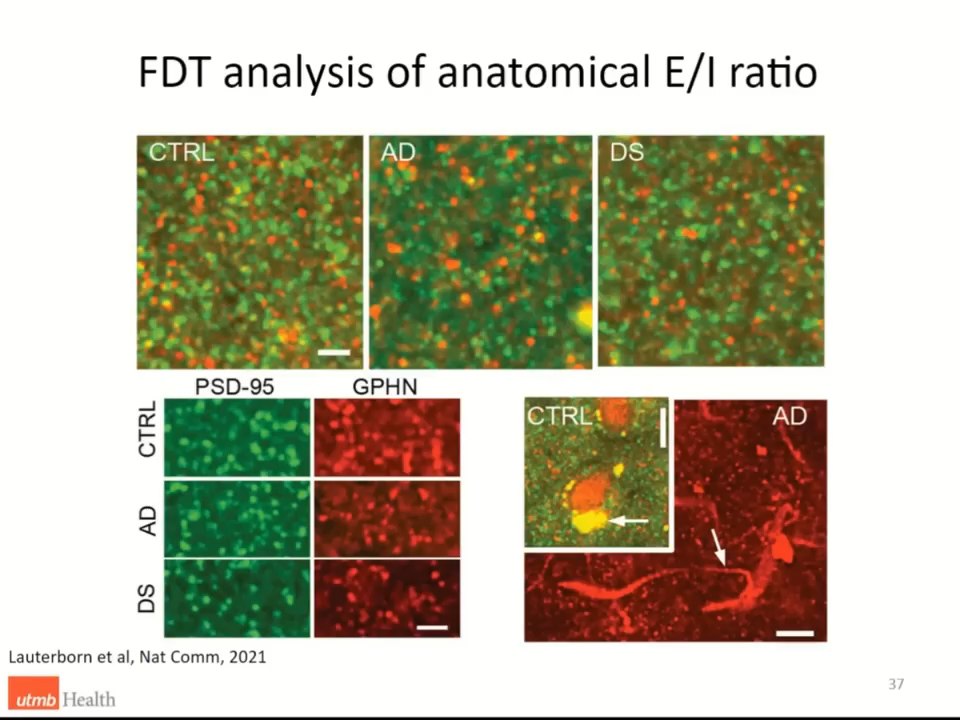 FDT analysis of anatomical E/I ratio
CTRL
AD
DS
PSD-95
GPHN
CTRL
AD
DS
CTRL
AD
Lauterborn et al, Nat Comm, 2021
utmb Health
37